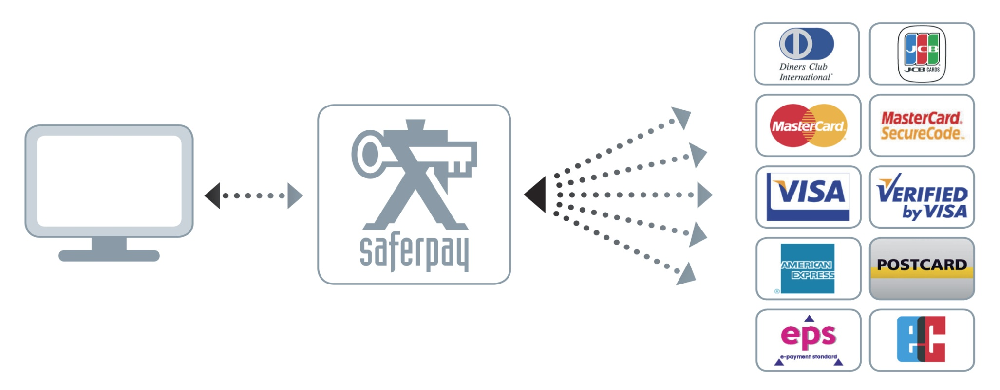 saferpay
Diners Club
International
JCB
JCB CARDS
MasterCard
MasterCard
SecureCode
VISA
VERIFIED
by VISA
AMERICAN
EXPRESS
®
POSTCARD
eps
e-payment standard
ec